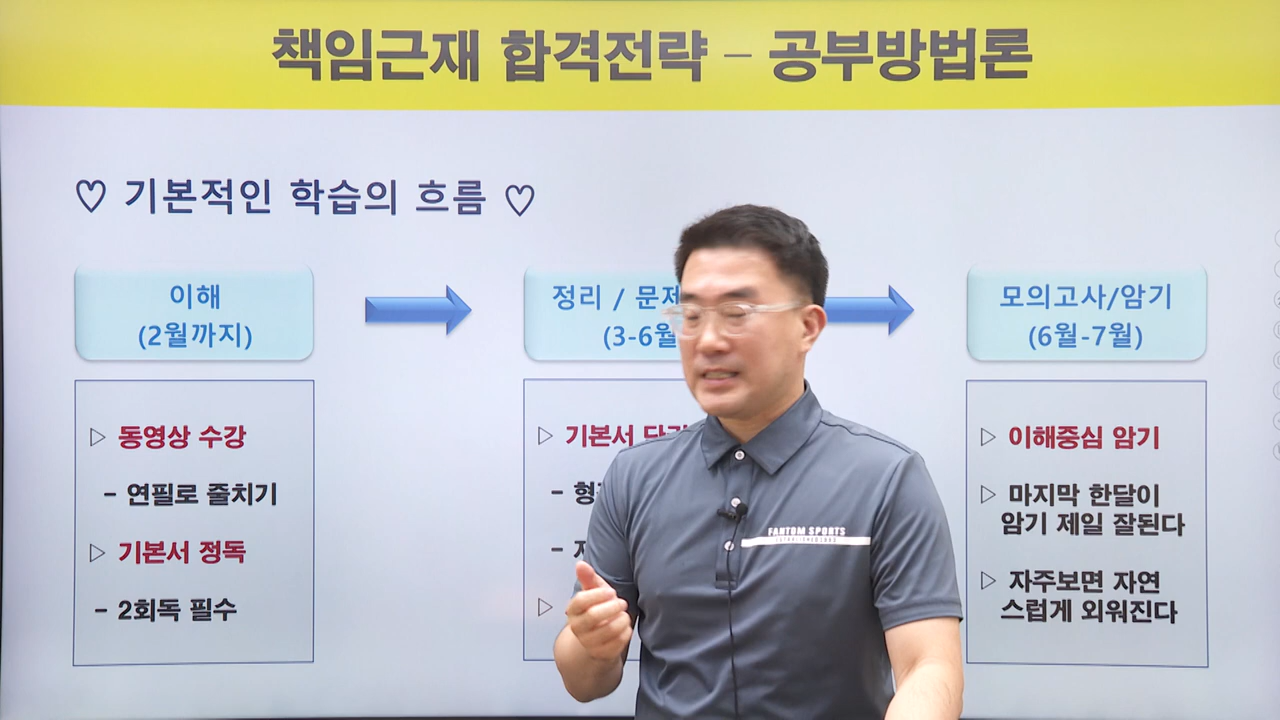 책임근재 합격전략 – 공부방법론
♡ 기본적인 학습의 흐름 ♡
이해
(2월까지)
▷ 동영상 수강
- 연필로 줄치기
▷ 기본서 정독
- 2회독 필수
정리 / 문제
(3-6월
▷ 기본서
-
-
▷
모의고사/암기
(6월-7월)
▷ 이해중심 암기
▷ 마지막 한달이
암기 제일 잘된다
▷ 자주보면 자연
스럽게 외워진다
FANTOM SPORTS